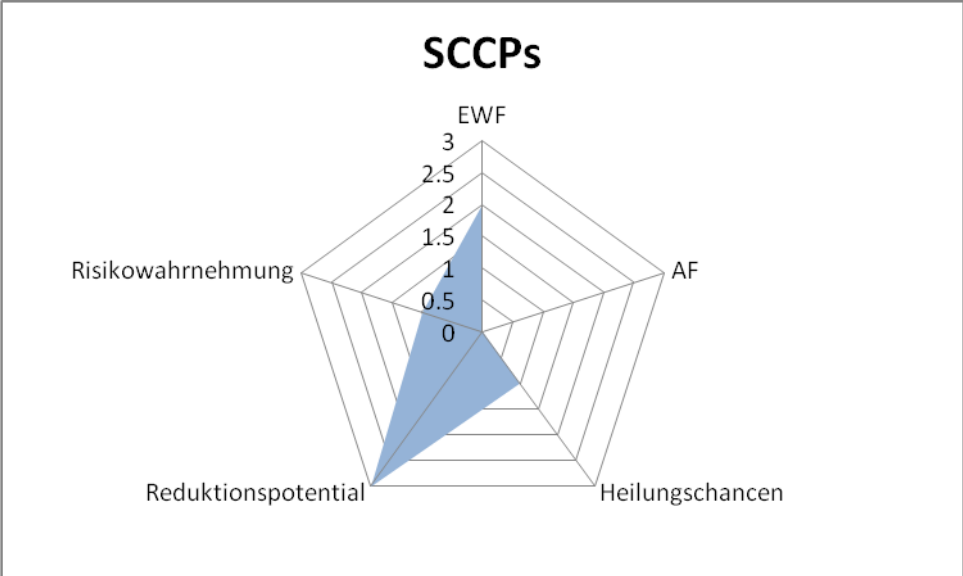 SCCPs
EWF
3
2.5
2
1.5
1
0.5
0
Risikowahrnehmung
AF
Reduktionspotential
Heilungschancen